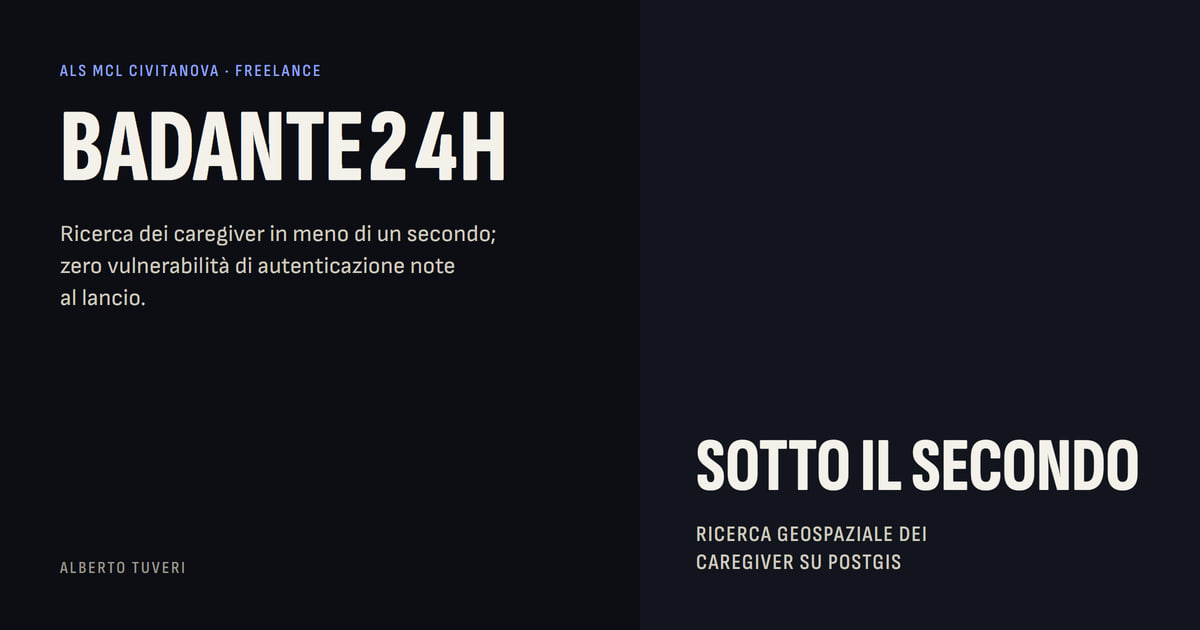 ALS MCL CIVITANOVA · FREELANCE
BADANTE24H
Ricerca dei caregiver in meno di un secondo;
zero vulnerabilità di autenticazione note
al lancio.
ALBERTO TUVERI
SOTTO IL SECONDO
RICERCA GEOSPAZIALE DEI
CAREGIVER SU POSTGIS